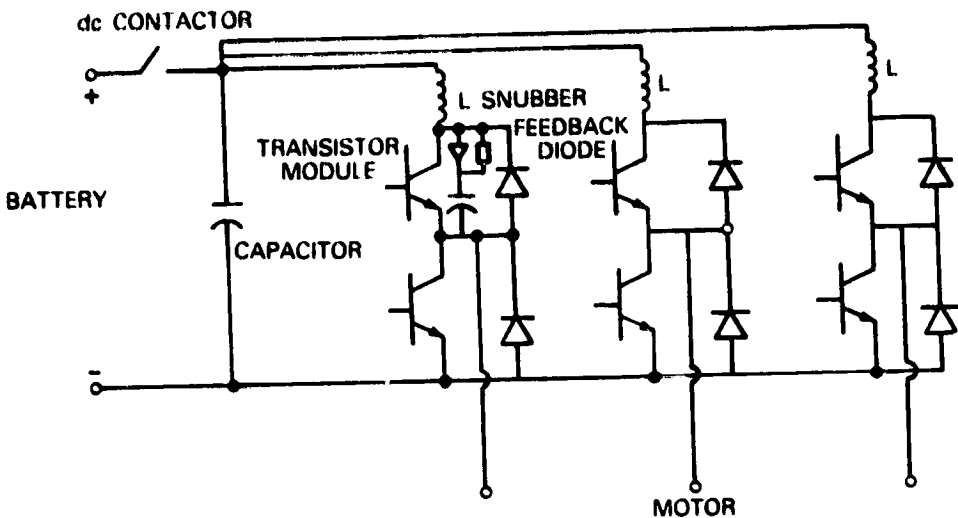 dc CONTACTOR
+
L
L
L SNUBBER
FEEDBACK
DIODE
TRANSISTOR
MODULE
BATTERY
CAPACITOR
-
MOTOR